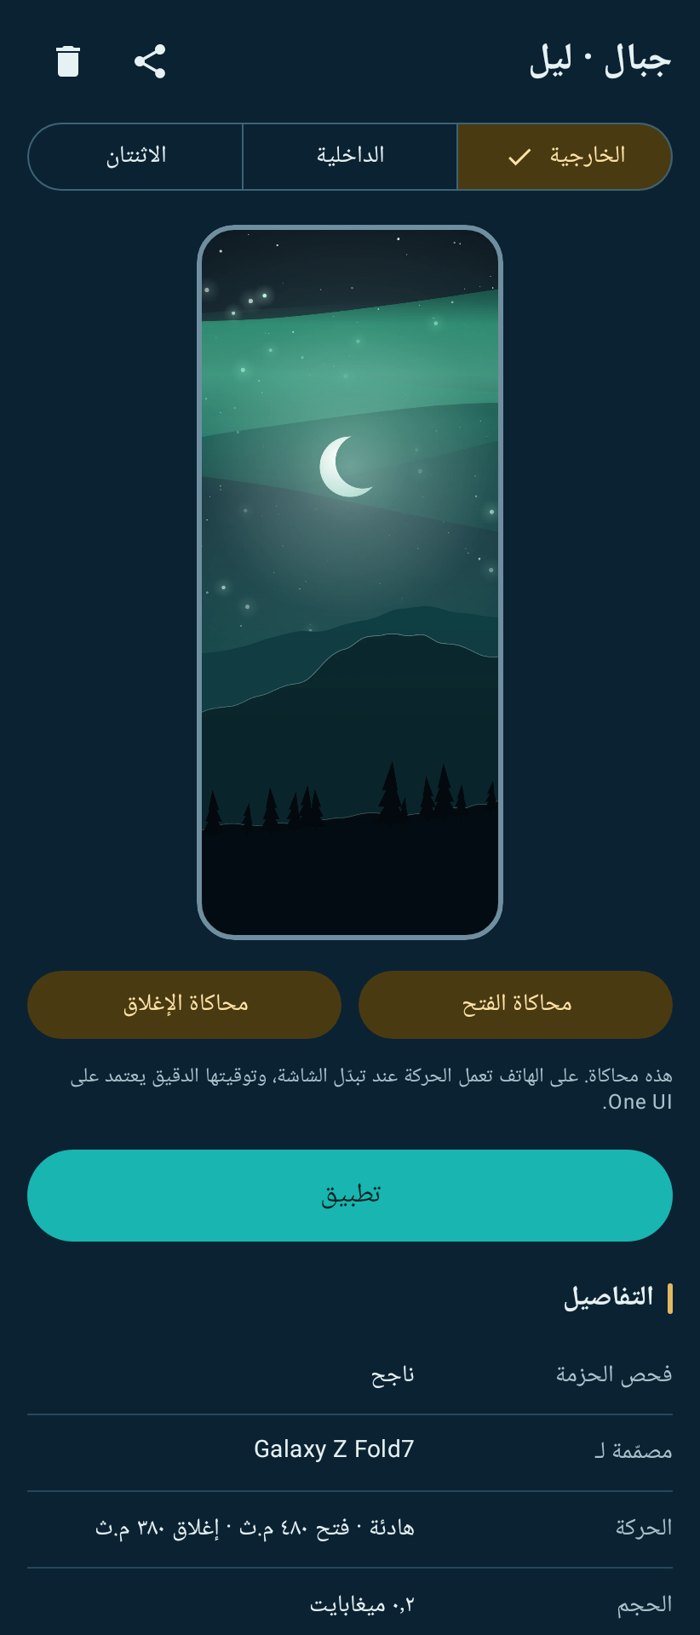 جبال · ليل
الخارجية
الداخلية
الاثنتان
محاكاة الفتح
محاكاة الإغلاق
هذه محاكاة. على الهاتف تعمل الحركة عند تبدّل الشاشة، وتوقيتها الدقيق يعتمد على
One UI.
تطبيق
التفاصيل
فحص الحزمة
ناجح
مصمّمة لـ
Galaxy Z Fold7
الحركة
هادئة · فتح ٤٨٠ م.ث · إغلاق ٣٨٠ م.ث
الحجم
٠٫٢ ميغابايت